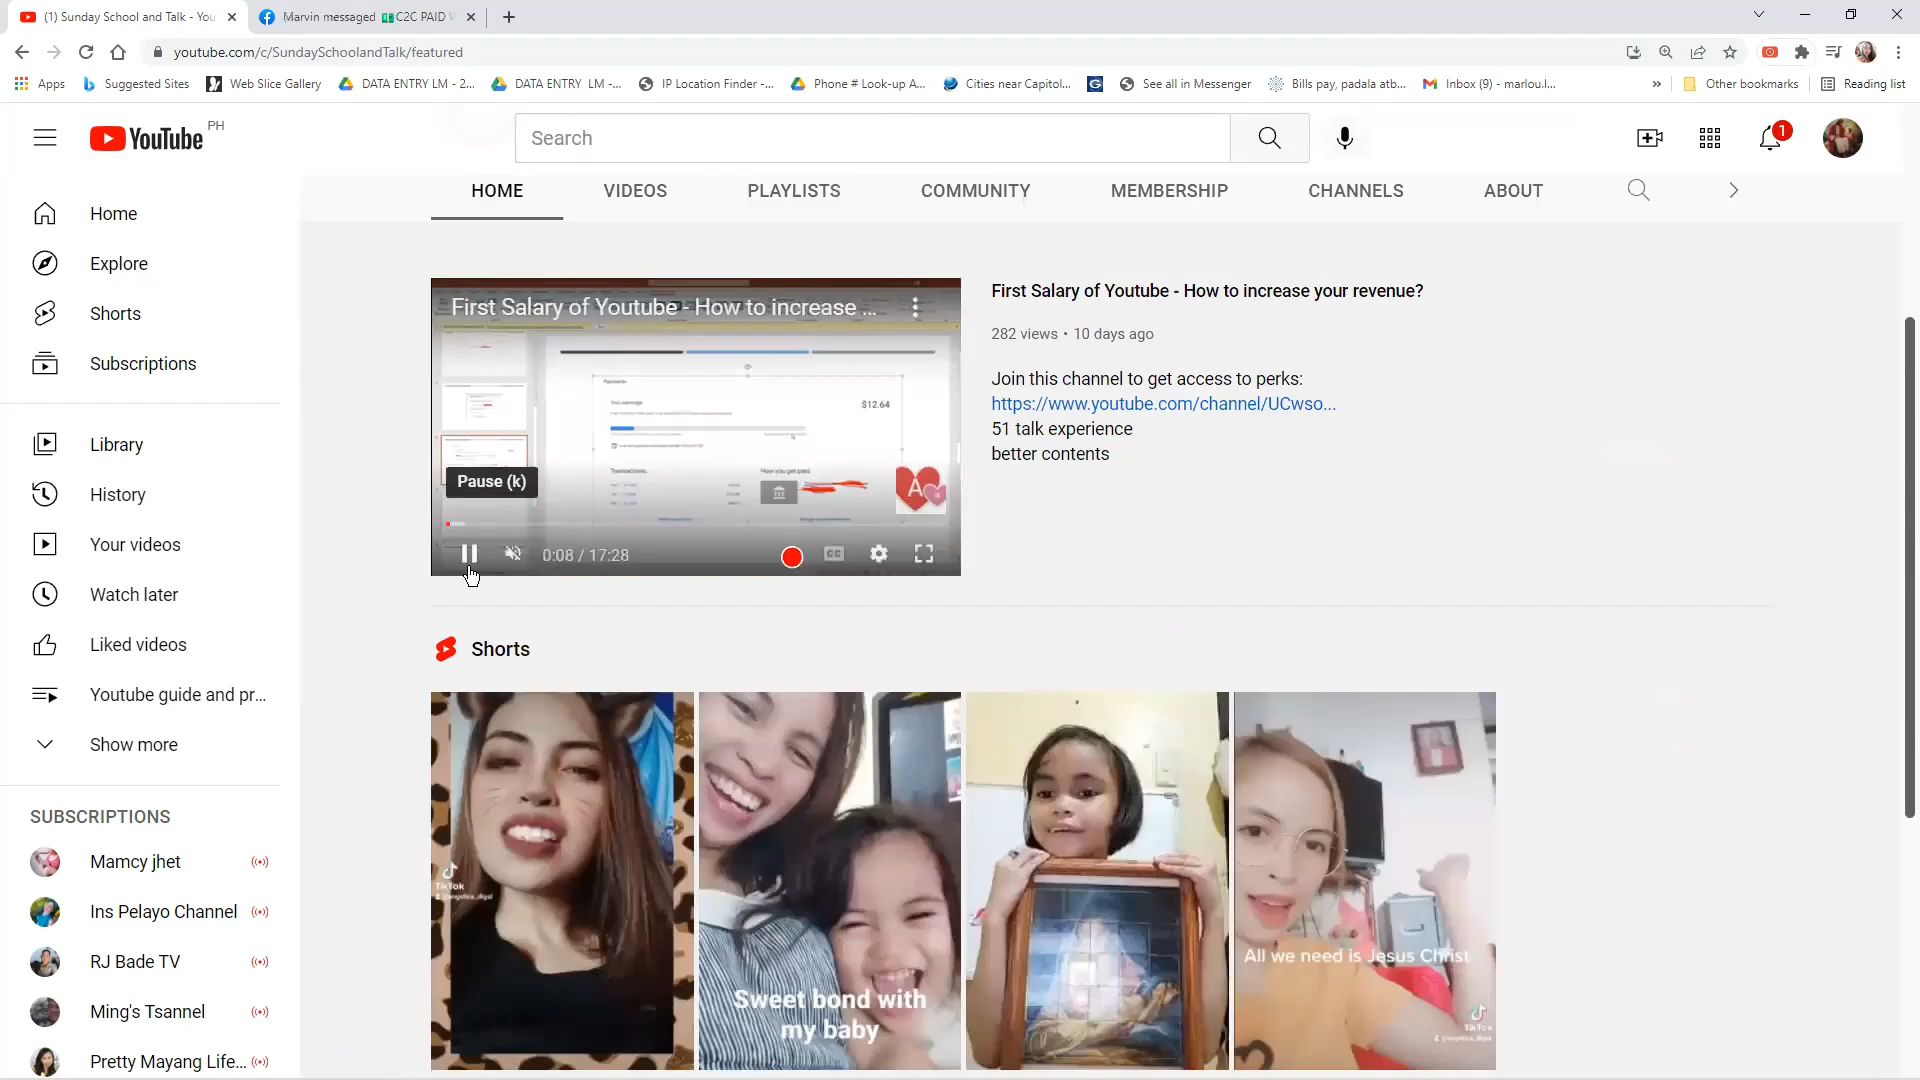 (1) Sunday School and Talk - You
Marvin messaged C2C PAID
youtube.com/c/SundaySchoolandTalk/featured
Apps
Suggested Sites
Web Slice Gallery
DATA ENTRY LM - 2...
DATA ENTRY LM -...
IP Location Finder -...
Phone # Look-up A...
Cities near Capitol...
See all in Messenger
Bills pay, padala atb...
Inbox (9) - marlou.l...
»
Other bookmarks
Reading list
YouTube PH
Search
1
HOME
VIDEOS
PLAYLISTS
COMMUNITY
MEMBERSHIP
CHANNELS
ABOUT
Home
Explore
Shorts
Subscriptions
Library
History
Your videos
Watch later
Liked videos
Youtube guide and pr...
Show more
SUBSCRIPTIONS
Mamcy jhet
Ins Pelayo Channel
RJ Bade TV
Ming's Tsannel
Pretty Mayang Life...
First Salary of Youtube - How to increase ...
$12.64
Pause (k)
0:08 / 17:28
CC
First Salary of Youtube - How to increase your revenue?
282 views • 10 days ago
Join this channel to get access to perks:
https://www.youtube.com/channel/UCwso...
51 talk experience
better contents
Shorts
TikTok
Sweet bond with
my baby
All we need is Jesus Christ
TikTok